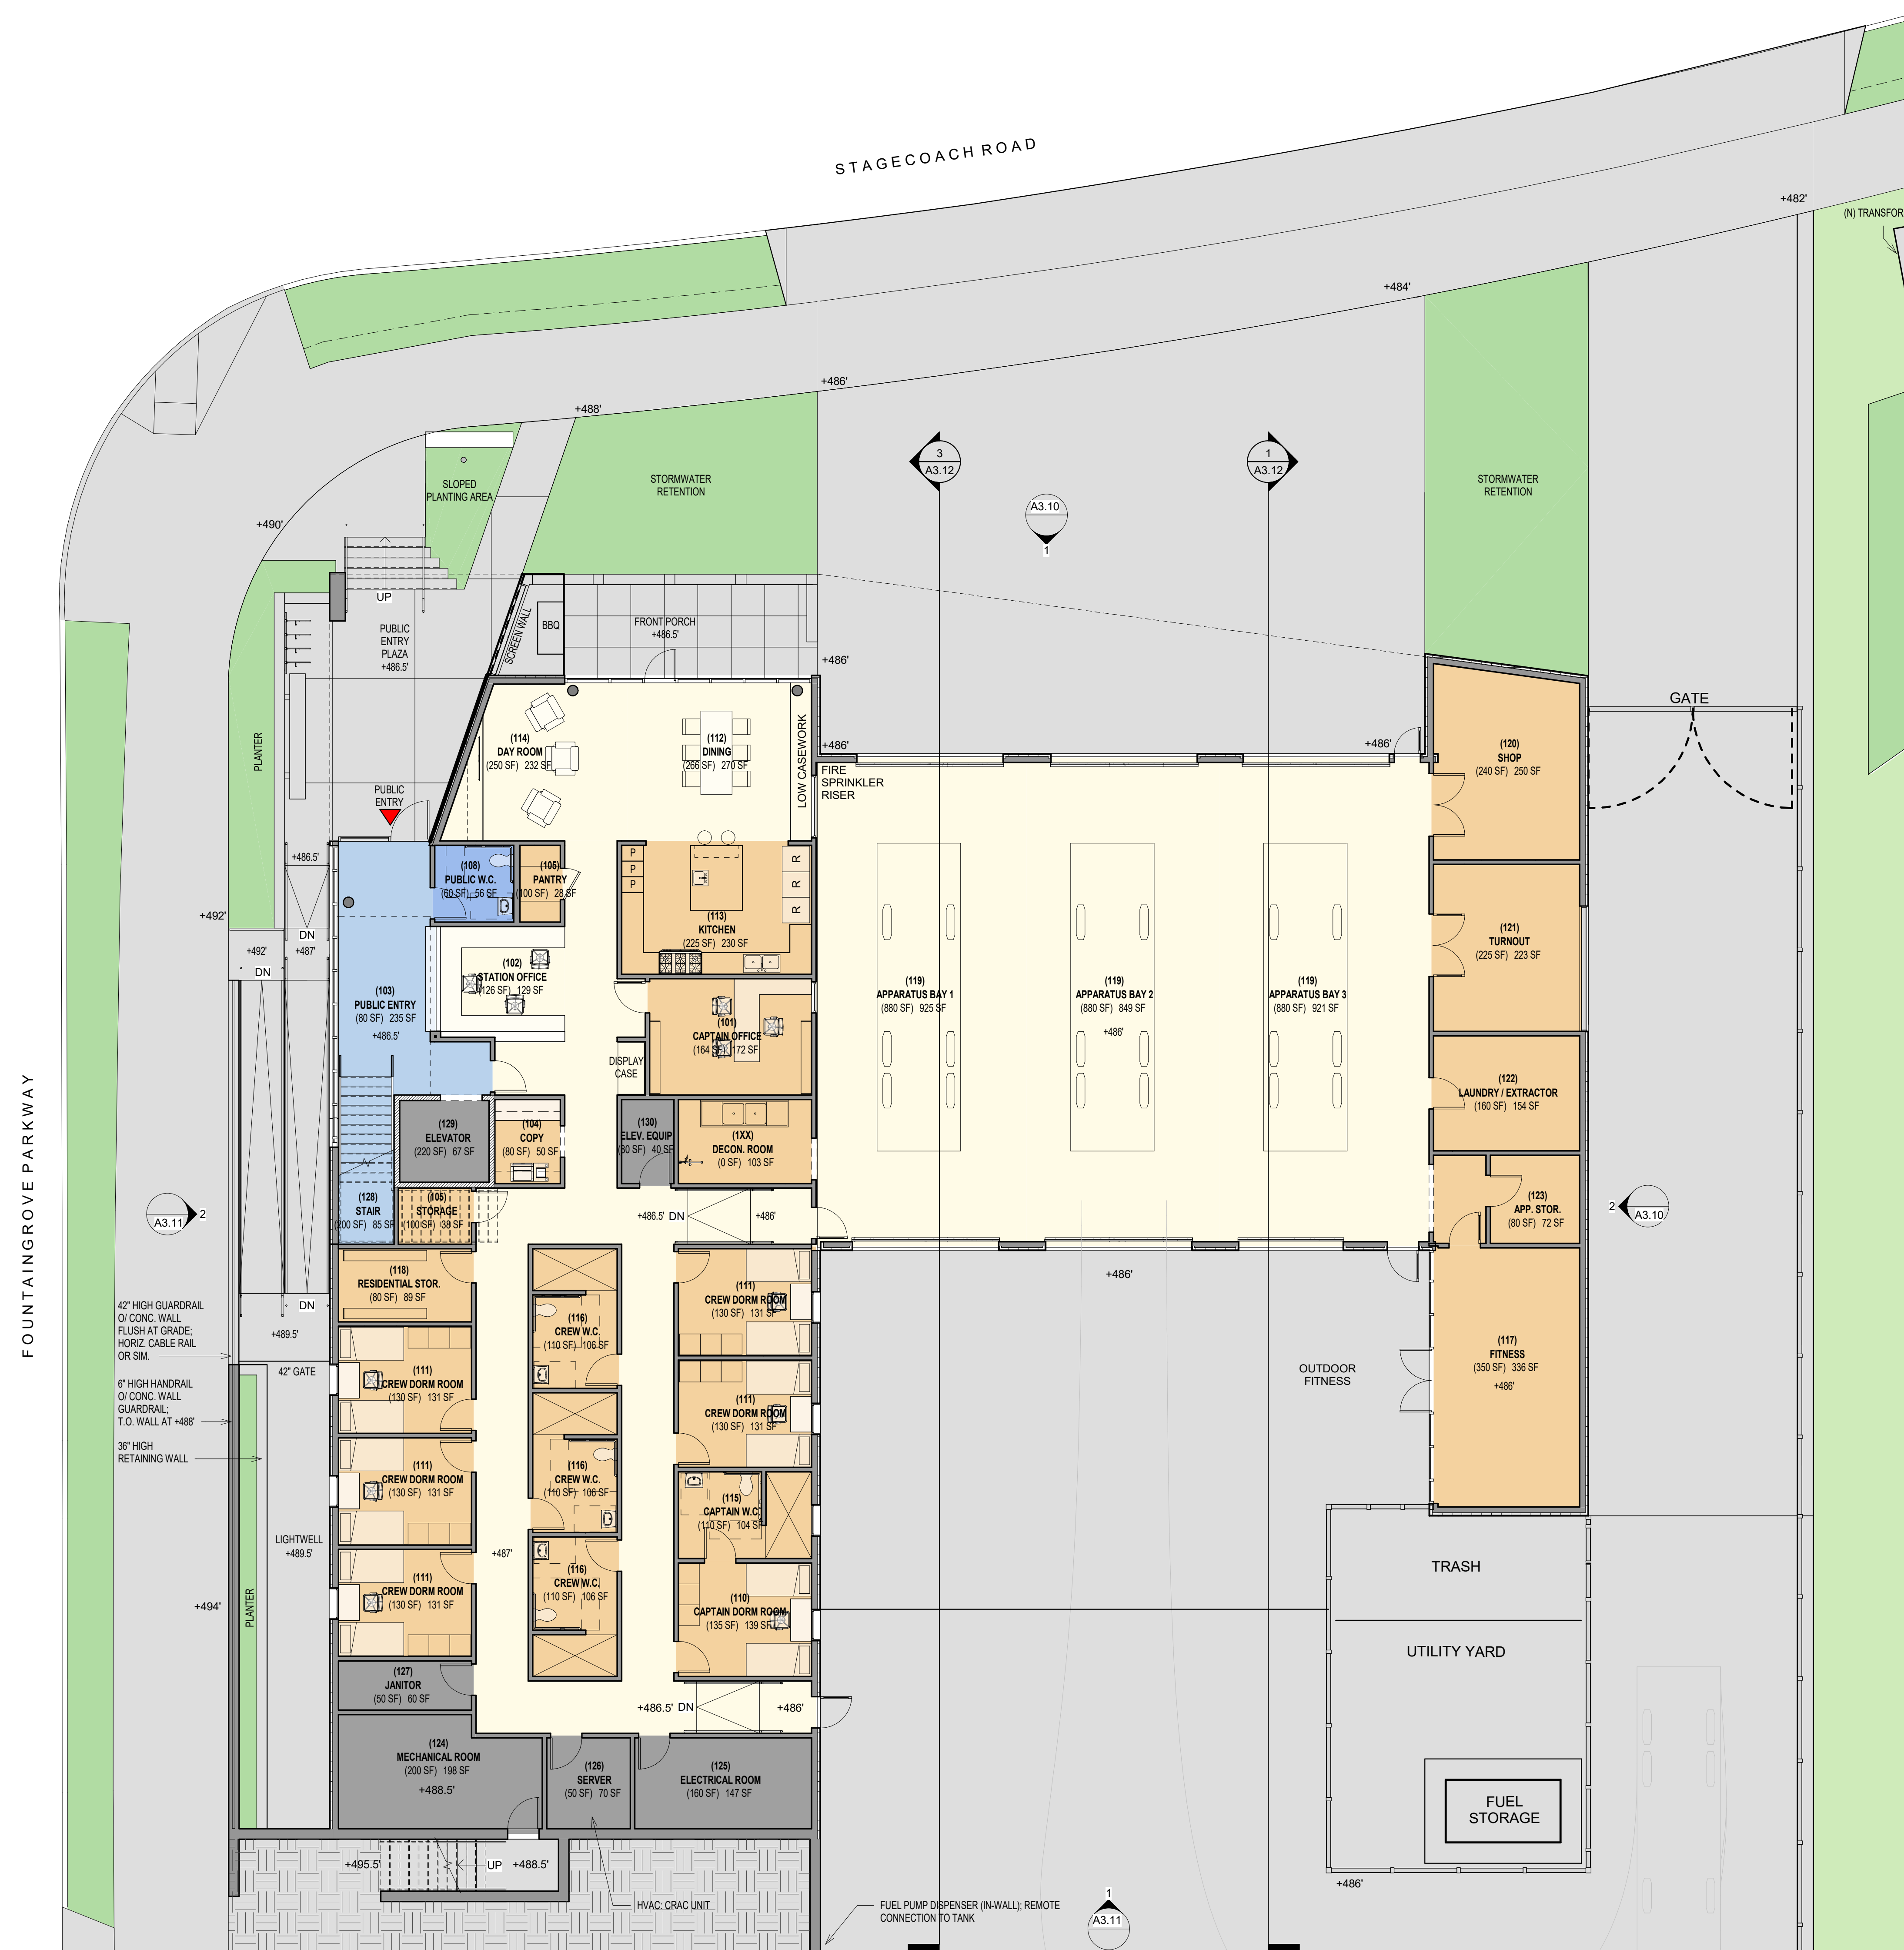 STAGECOACH ROAD
+482'
(N) TRANSFOR
+484'
+486'
+488'
3
A3.12
1
A3.12
SLOPED
PLANTING AREA
STORMWATER
RETENTION
STORMWATER
RETENTION
A3.10
1
+490'
UP
PUBLIC
ENTRY
PLAZA
+486.5'
SCREEN WALL
BBQ
FRONT PORCH
+486.5'
+486'
GATE
PLANTER
(114)
DAY ROOM
(250 SF) 232 SF
(112)
DINING
(266 SF) 270 SF
LOW CASEWORK
+486'
+486'
FIRE
SPRINKLER
RISER
(120)
SHOP
(240 SF) 250 SF
PUBLIC
ENTRY
+486.5'
(108)
PUBLIC W.C.
(60 SF) 56 SF
(105)
PANTRY
(100 SF) 28 SF
P
P
P
R
R
R
(113)
KITCHEN
(225 SF) 230 SF
+492'
DN
+492'
+487'
DN
(121)
TURNOUT
(225 SF) 223 SF
(102)
STATION OFFICE
(126 SF) 129 SF
(103)
PUBLIC ENTRY
(80 SF) 235 SF
+486.5'
(119)
APPARATUS BAY 1
(880 SF) 925 SF
(119)
APPARATUS BAY 2
(880 SF) 849 SF
+486'
(119)
APPARATUS BAY 3
(880 SF) 921 SF
(101)
CAPTAIN OFFICE
(164 SF) 172 SF
DISPLAY
CASE
(122)
LAUNDRY / EXTRACTOR
(160 SF) 154 SF
FOUNTAINGROVE PARKWAY
(129)
ELEVATOR
(220 SF) 67 SF
(104)
COPY
(80 SF) 50 SF
(130)
ELEV. EQUIP.
(80 SF) 40 SF
(1XX)
DECON. ROOM
(0 SF) 103 SF
A3.11
2
(128)
STAIR
(200 SF) 85 SF
(105)
STORAGE
(100 SF) 38 SF
+486.5'
DN
+486'
(123)
APP. STOR.
(80 SF) 72 SF
2
A3.10
(118)
RESIDENTIAL STOR.
(80 SF) 89 SF
+486'
42" HIGH GUARDRAIL
O/ CONC. WALL
FLUSH AT GRADE;
HORIZ. CABLE RAIL
OR SIM.
DN
+489.5'
42" GATE
(111)
CREW DORM ROOM
(130 SF) 131 SF
(116)
CREW W.C.
(110 SF) 106 SF
(111)
CREW DORM ROOM
(130 SF) 131 SF
(117)
FITNESS
(350 SF) 336 SF
+486'
OUTDOOR
FITNESS
6" HIGH HANDRAIL
O/ CONC. WALL
GUARDRAIL;
T.O. WALL AT +488'
36" HIGH
RETAINING WALL
(111)
CREW DORM ROOM
(130 SF) 131 SF
(111)
CREW DORM ROOM
(130 SF) 131 SF
(116)
CREW W.C.
(110 SF) 106 SF
(115)
CAPTAIN W.C.
(110 SF) 104 SF
LIGHTWELL
+489.5'
+487'
(111)
CREW DORM ROOM
(130 SF) 131 SF
(116)
CREW W.C.
(110 SF) 106 SF
(110)
CAPTAIN DORM ROOM
(135 SF) 139 SF
+494'
PLANTER
TRASH
UTILITY YARD
(127)
JANITOR
(50 SF) 60 SF
+486.5'
DN
+486'
(124)
MECHANICAL ROOM
(200 SF) 198 SF
+488.5'
(126)
SERVER
(50 SF) 70 SF
(125)
ELECTRICAL ROOM
(160 SF) 147 SF
FUEL
STORAGE
+495.5'
UP
+488.5'
+486'
HVAC: CRAC UNIT
FUEL PUMP DISPENSER (IN-WALL); REMOTE
CONNECTION TO TANK
1
A3.11